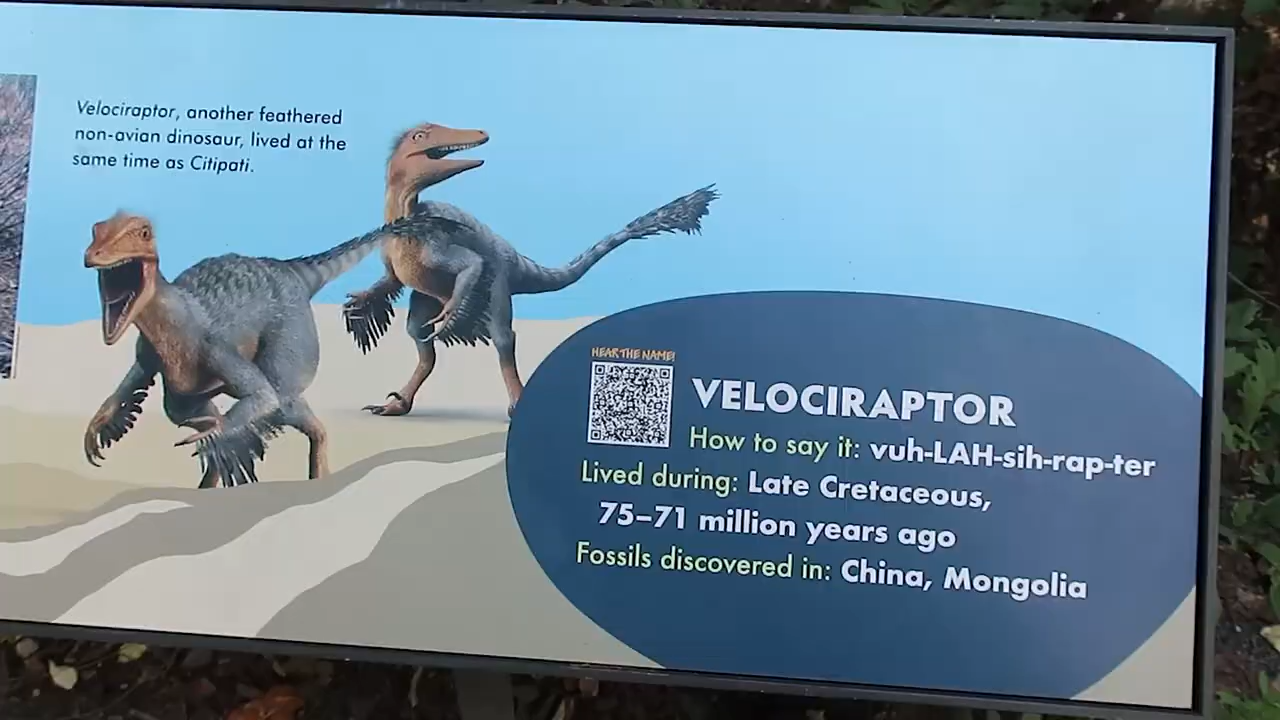 Velociraptor, another feathered
non-avian dinosaur, lived at the
same time as Citipati.
HEAR THE NAME!
VELOCIRAPTOR
How to say it: vuh-LAH-sih-rap-ter
Lived during: Late Cretaceous,
75–71 million years ago
Fossils discovered in: China, Mongolia